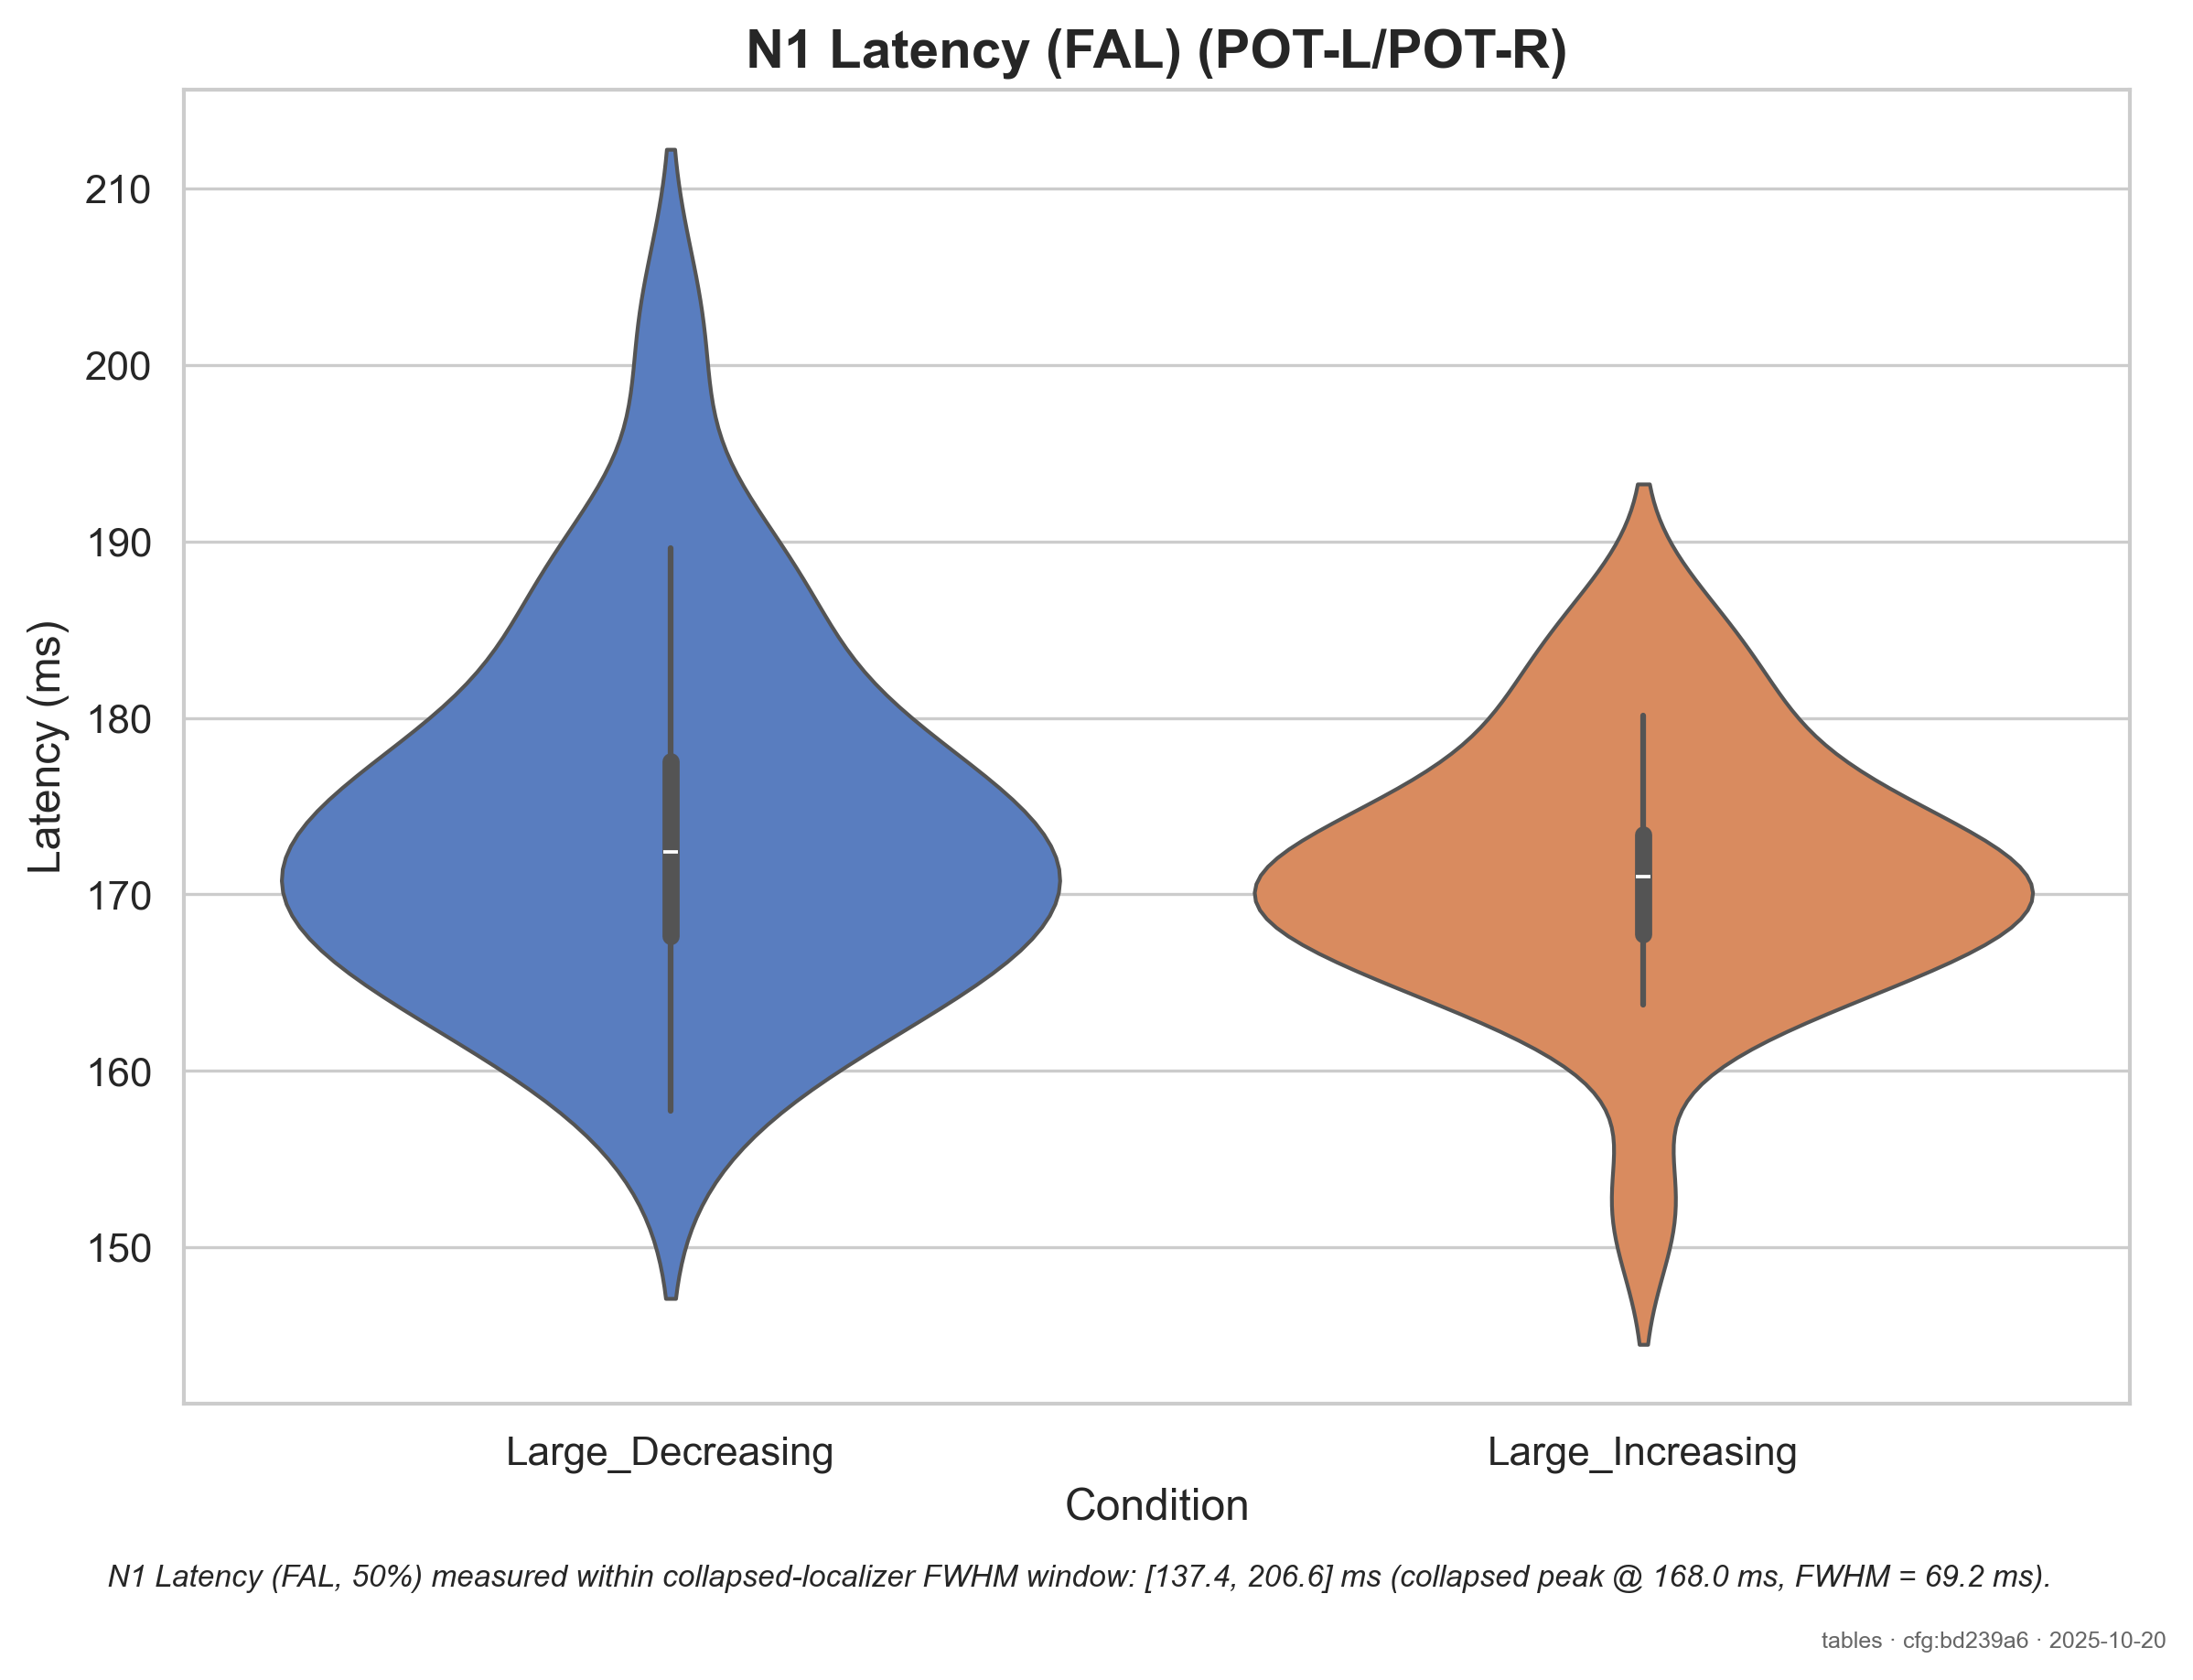 N1 Latency (FAL) (POT-L/POT-R)
Latency (ms)
210
200
190
180
170
160
150
Large_Decreasing
Large_Increasing
Condition
N1 Latency (FAL, 50%) measured within collapsed-localizer FWHM window: [137.4, 206.6] ms (collapsed peak @ 168.0 ms, FWHM = 69.2 ms).
tables · cfg:bd239a6 · 2025-10-20